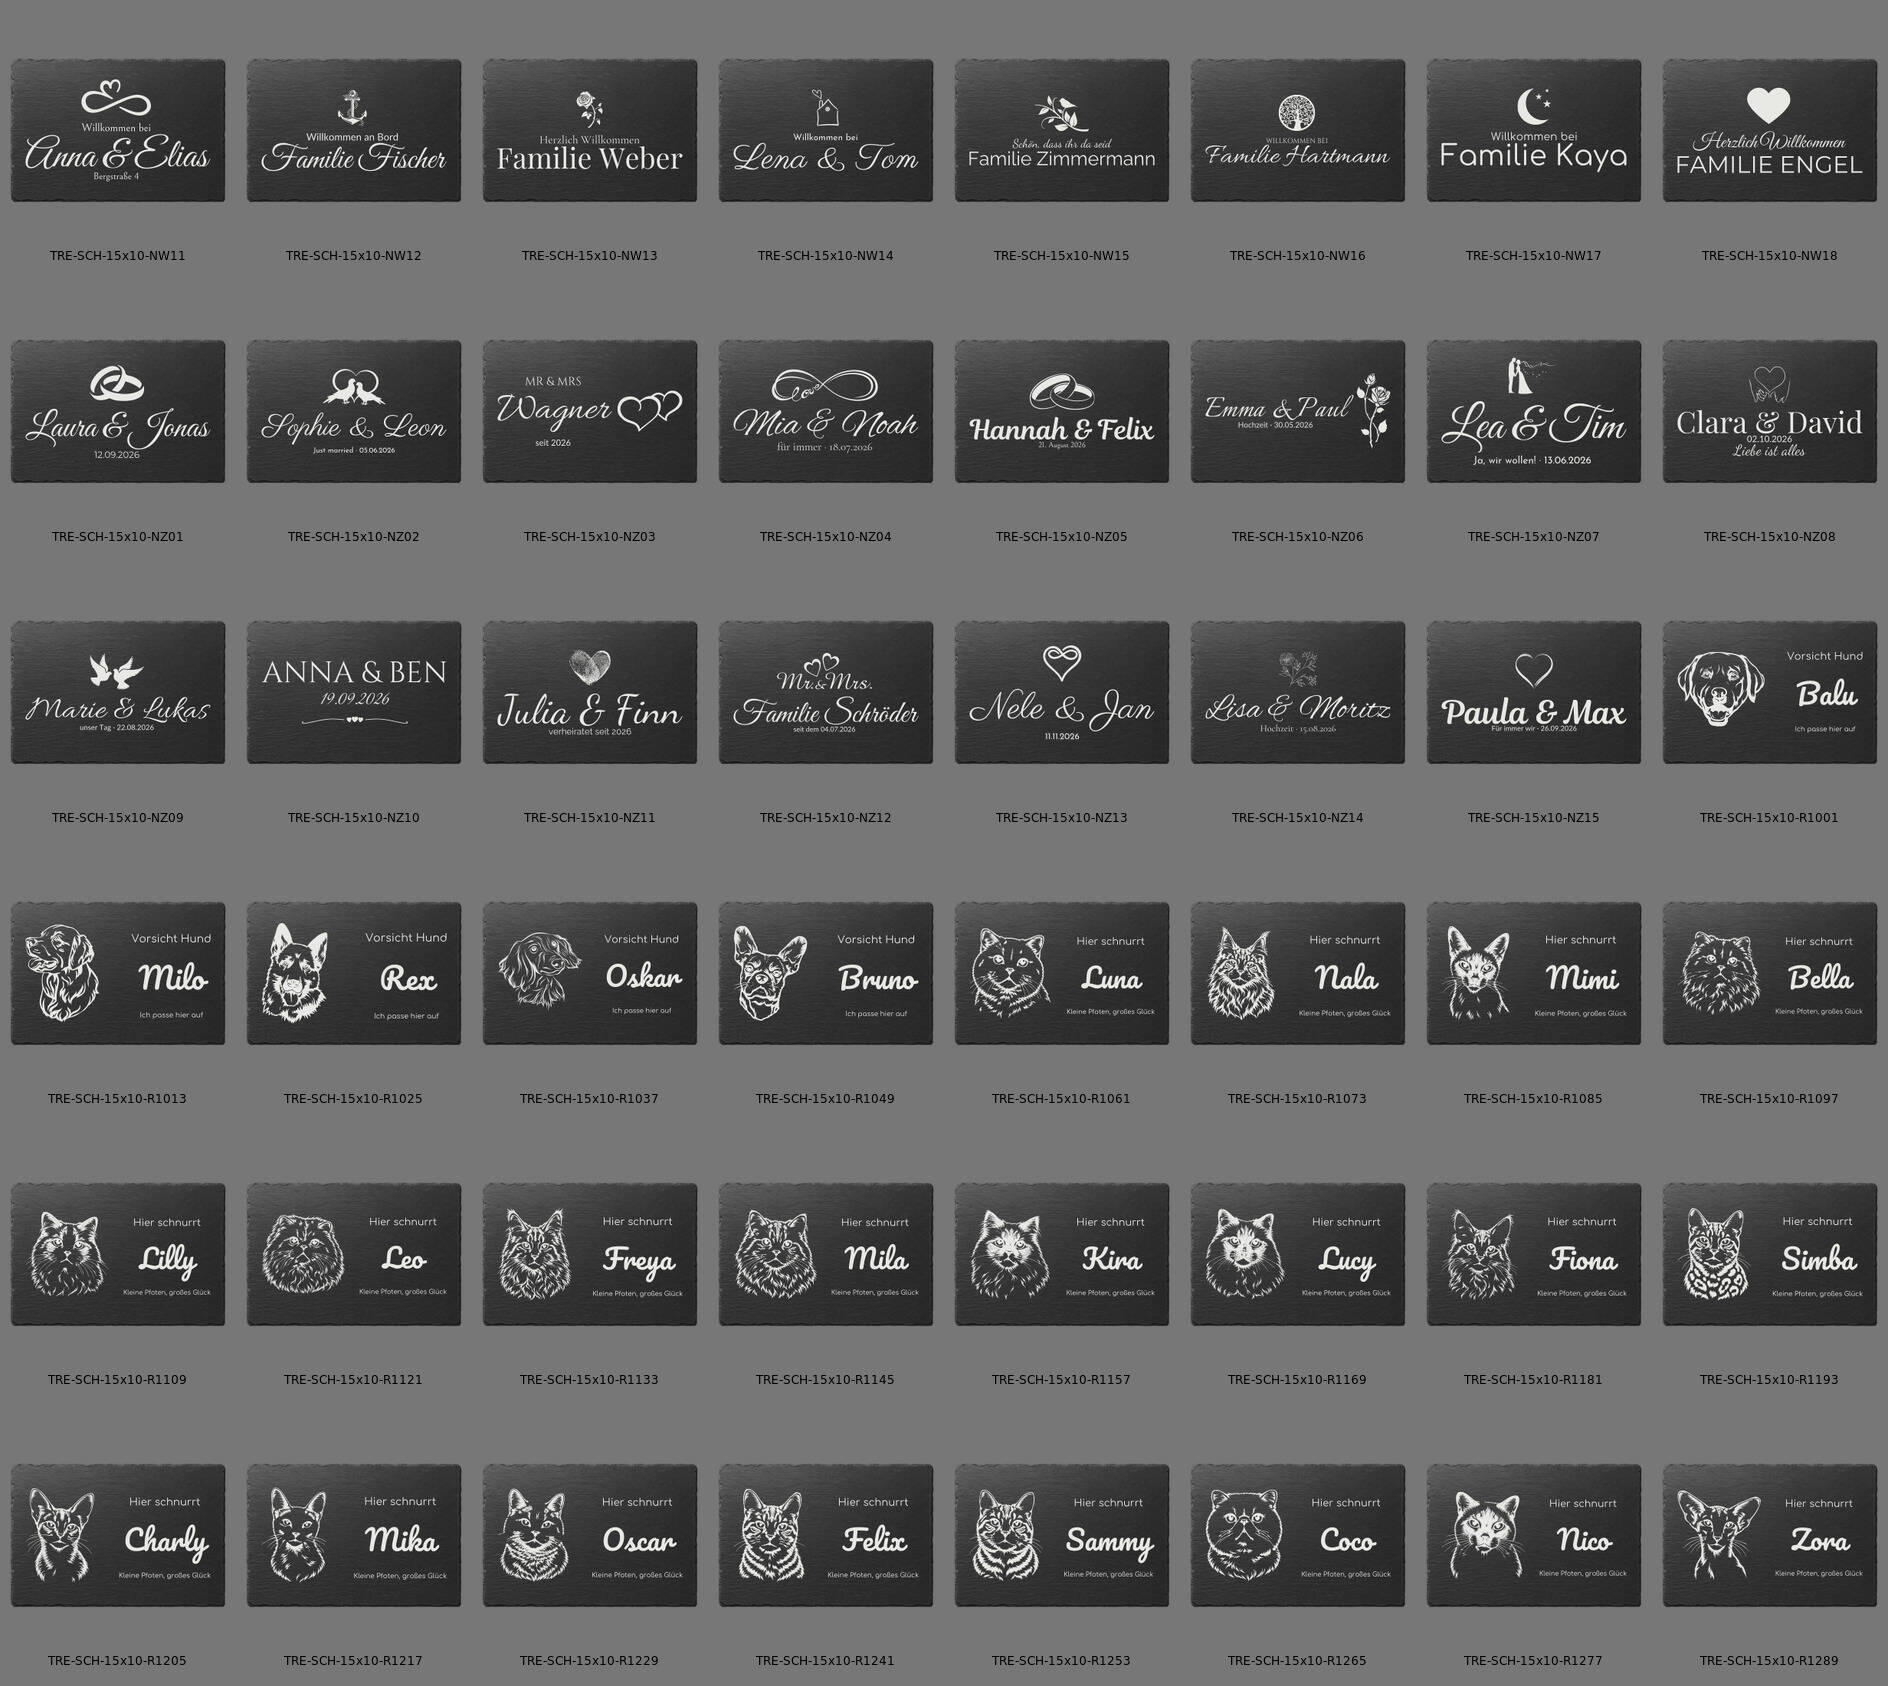 Willkommen bei
Anna & Elias
Bergstraße 4
TRE-SCH-15x10-NW11
Willkommen an Bord
Familie Fischer
TRE-SCH-15x10-NW12
Herzlich Willkommen
Familie Weber
TRE-SCH-15x10-NW13
Willkommen bei
Lena & Tom
TRE-SCH-15x10-NW14
Schön, dass ihr da seid
Familie Zimmermann
TRE-SCH-15x10-NW15
WILLKOMMEN BEI
Familie Hartmann
TRE-SCH-15x10-NW16
Willkommen bei
Familie Kaya
TRE-SCH-15x10-NW17
Herzlich Willkommen
FAMILIE ENGEL
TRE-SCH-15x10-NW18
Laura & Jonas
12.09.2026
TRE-SCH-15x10-NZ01
Sophie & Leon
Just married · 05.06.2026
TRE-SCH-15x10-NZ02
MR & MRS
Wagner
seit 2026
TRE-SCH-15x10-NZ03
love
Mia & Noah
für immer · 18.07.2026
TRE-SCH-15x10-NZ04
Hannah & Felix
21. August 2026
TRE-SCH-15x10-NZ05
Emma & Paul
Hochzeit · 30.05.2026
TRE-SCH-15x10-NZ06
Lea & Tim
Ja, wir wollen! · 13.06.2026
TRE-SCH-15x10-NZ07
Clara & David
02.10.2026
Liebe ist alles
TRE-SCH-15x10-NZ08
Marie & Lukas
unser Tag · 22.08.2026
TRE-SCH-15x10-NZ09
ANNA & BEN
19.09.2026
TRE-SCH-15x10-NZ10
Julia & Finn
verheiratet seit 2026
TRE-SCH-15x10-NZ11
Mr. & Mrs.
Familie Schröder
seit dem 04.07.2026
TRE-SCH-15x10-NZ12
Nele & Jan
11.11.2026
TRE-SCH-15x10-NZ13
Lisa & Moritz
Hochzeit · 15.08.2026
TRE-SCH-15x10-NZ14
Paula & Max
Für immer wir · 26.09.2026
TRE-SCH-15x10-NZ15
Vorsicht Hund
Balu
Ich passe hier auf
TRE-SCH-15x10-R1001
Vorsicht Hund
Milo
Ich passe hier auf
TRE-SCH-15x10-R1013
Vorsicht Hund
Rex
Ich passe hier auf
TRE-SCH-15x10-R1025
Vorsicht Hund
Oskar
Ich passe hier auf
TRE-SCH-15x10-R1037
Vorsicht Hund
Bruno
Ich passe hier auf
TRE-SCH-15x10-R1049
Hier schnurrt
Luna
Kleine Pfoten, großes Glück
TRE-SCH-15x10-R1061
Hier schnurrt
Nala
Kleine Pfoten, großes Glück
TRE-SCH-15x10-R1073
Hier schnurrt
Mimi
Kleine Pfoten, großes Glück
TRE-SCH-15x10-R1085
Hier schnurrt
Bella
Kleine Pfoten, großes Glück
TRE-SCH-15x10-R1097
Hier schnurrt
Lilly
Kleine Pfoten, großes Glück
TRE-SCH-15x10-R1109
Hier schnurrt
Leo
Kleine Pfoten, großes Glück
TRE-SCH-15x10-R1121
Hier schnurrt
Freya
Kleine Pfoten, großes Glück
TRE-SCH-15x10-R1133
Hier schnurrt
Mila
Kleine Pfoten, großes Glück
TRE-SCH-15x10-R1145
Hier schnurrt
Kira
Kleine Pfoten, großes Glück
TRE-SCH-15x10-R1157
Hier schnurrt
Lucy
Kleine Pfoten, großes Glück
TRE-SCH-15x10-R1169
Hier schnurrt
Fiona
Kleine Pfoten, großes Glück
TRE-SCH-15x10-R1181
Hier schnurrt
Simba
Kleine Pfoten, großes Glück
TRE-SCH-15x10-R1193
Hier schnurrt
Charly
Kleine Pfoten, großes Glück
TRE-SCH-15x10-R1205
Hier schnurrt
Mika
Kleine Pfoten, großes Glück
TRE-SCH-15x10-R1217
Hier schnurrt
Oscar
Kleine Pfoten, großes Glück
TRE-SCH-15x10-R1229
Hier schnurrt
Felix
Kleine Pfoten, großes Glück
TRE-SCH-15x10-R1241
Hier schnurrt
Sammy
Kleine Pfoten, großes Glück
TRE-SCH-15x10-R1253
Hier schnurrt
Coco
Kleine Pfoten, großes Glück
TRE-SCH-15x10-R1265
Hier schnurrt
Nico
Kleine Pfoten, großes Glück
TRE-SCH-15x10-R1277
Hier schnurrt
Zora
Kleine Pfoten, großes Glück
TRE-SCH-15x10-R1289